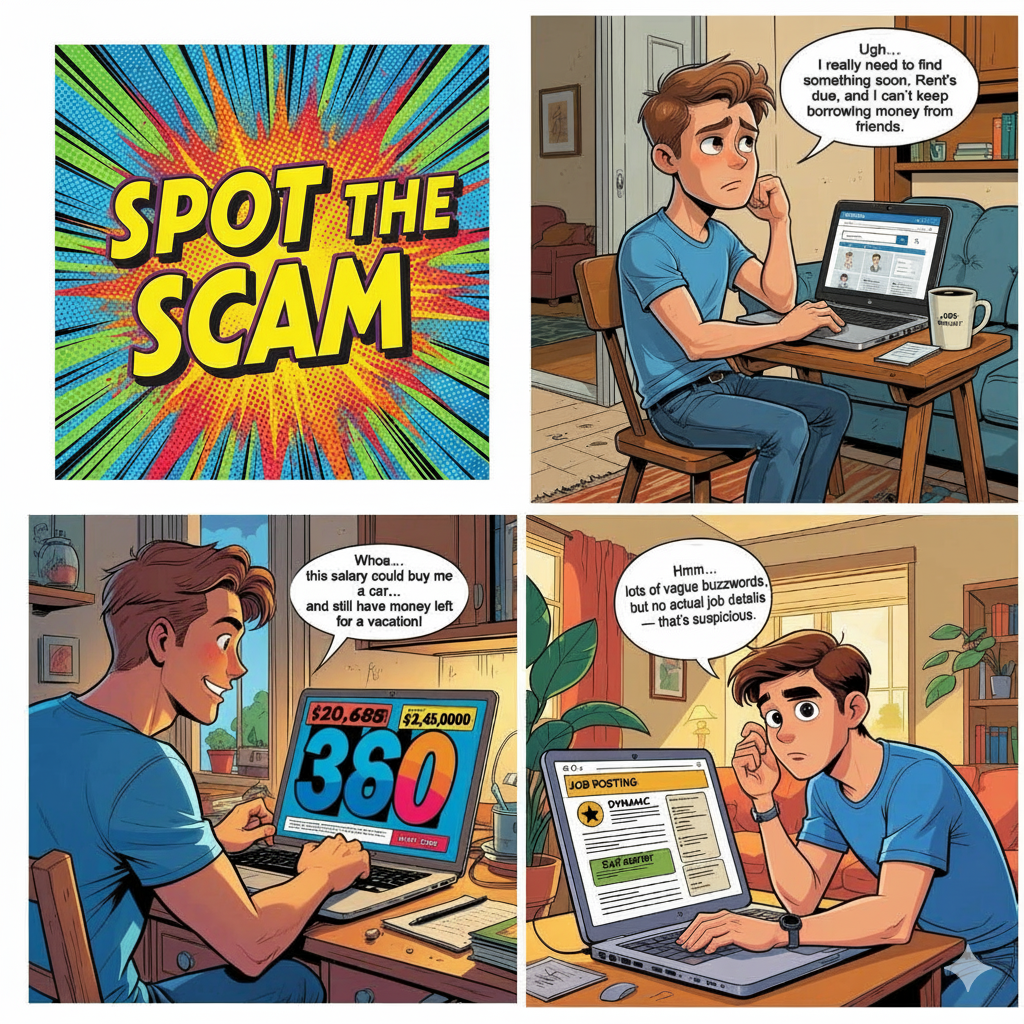 SPOT THE
SCAM
Ugh...
I really need to find
something soon. Rent's
due, and I can't keep
borrowing money from
friends.
Whoa...
this salary could buy me
a car...
and still have money left
for a vacation!
$20,685
$2,45,0000
360
Hmm...
lots of vague buzzwords,
but no actual job detalis
— that's suspicious.
JOB POSTING
DYNAMC